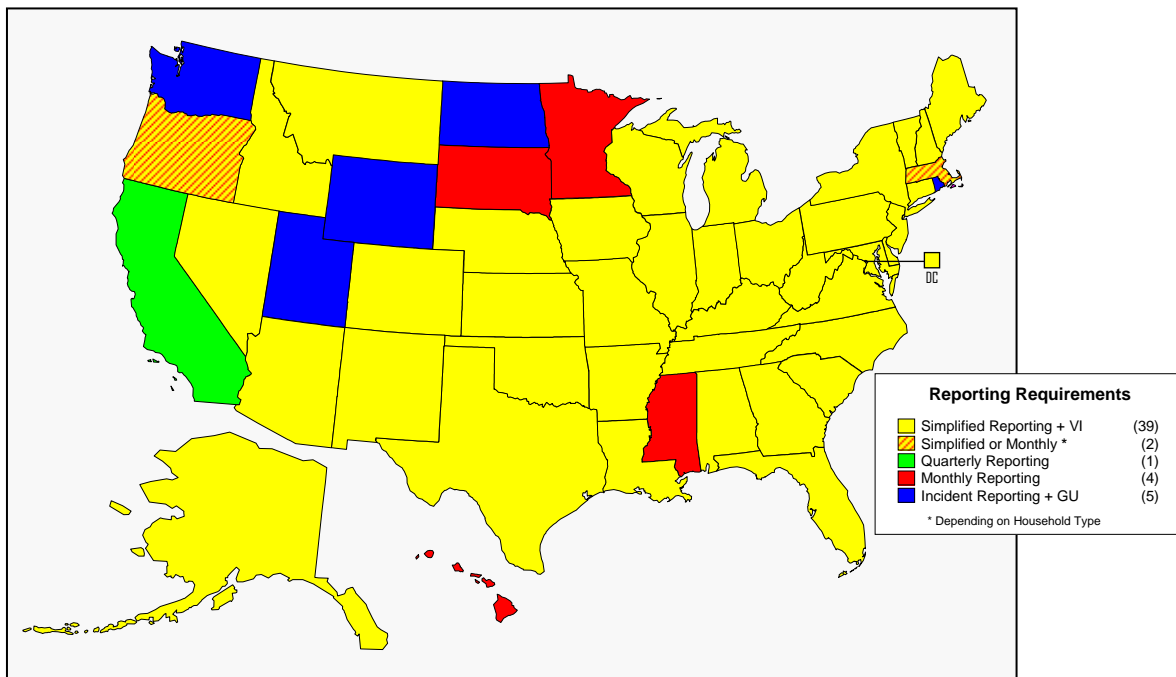 DC
Reporting Requirements
Simplified Reporting + VI (39)
Simplified or Monthly * (2)
Quarterly Reporting (1)
Monthly Reporting (4)
Incident Reporting + GU (5)
* Depending on Household Type